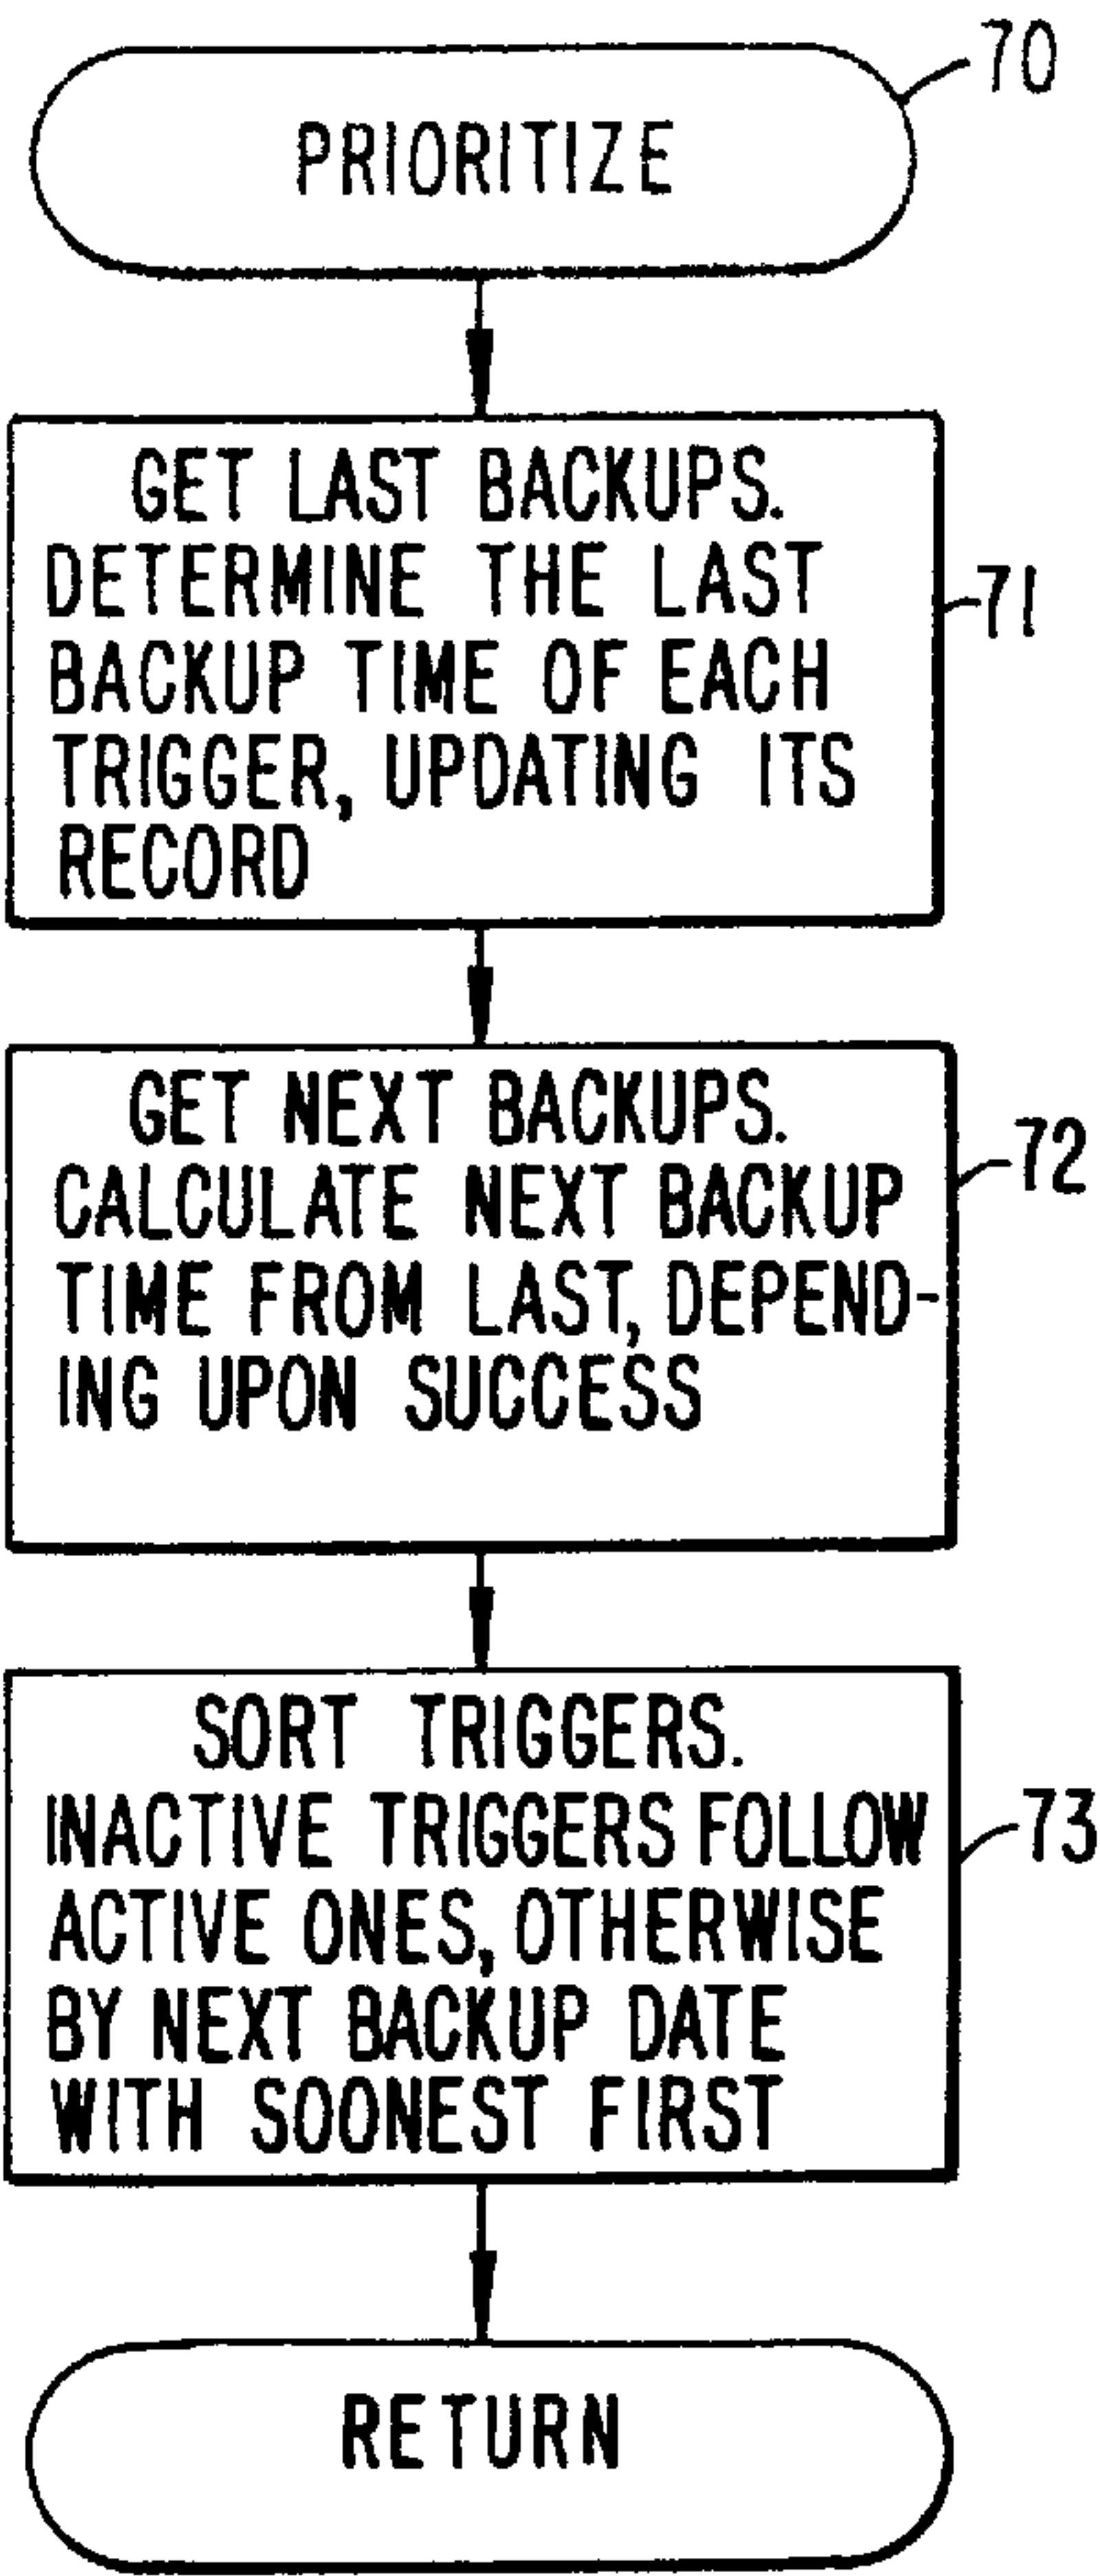 70
PRIORITIZE
GET LAST BACKUPS.
DETERMINE THE LAST
BACKUP TIME OF EACH
TRIGGER, UPDATING ITS
RECORD
71
GET NEXT BACKUPS.
CALCULATE NEXT BACKUP
TIME FROM LAST, DEPEND-
ING UPON SUCCESS
72
SORT TRIGGERS.
INACTIVE TRIGGERS FOLLOW
ACTIVE ONES, OTHERWISE
BY NEXT BACKUP DATE
WITH SOONEST FIRST
73
RETURN